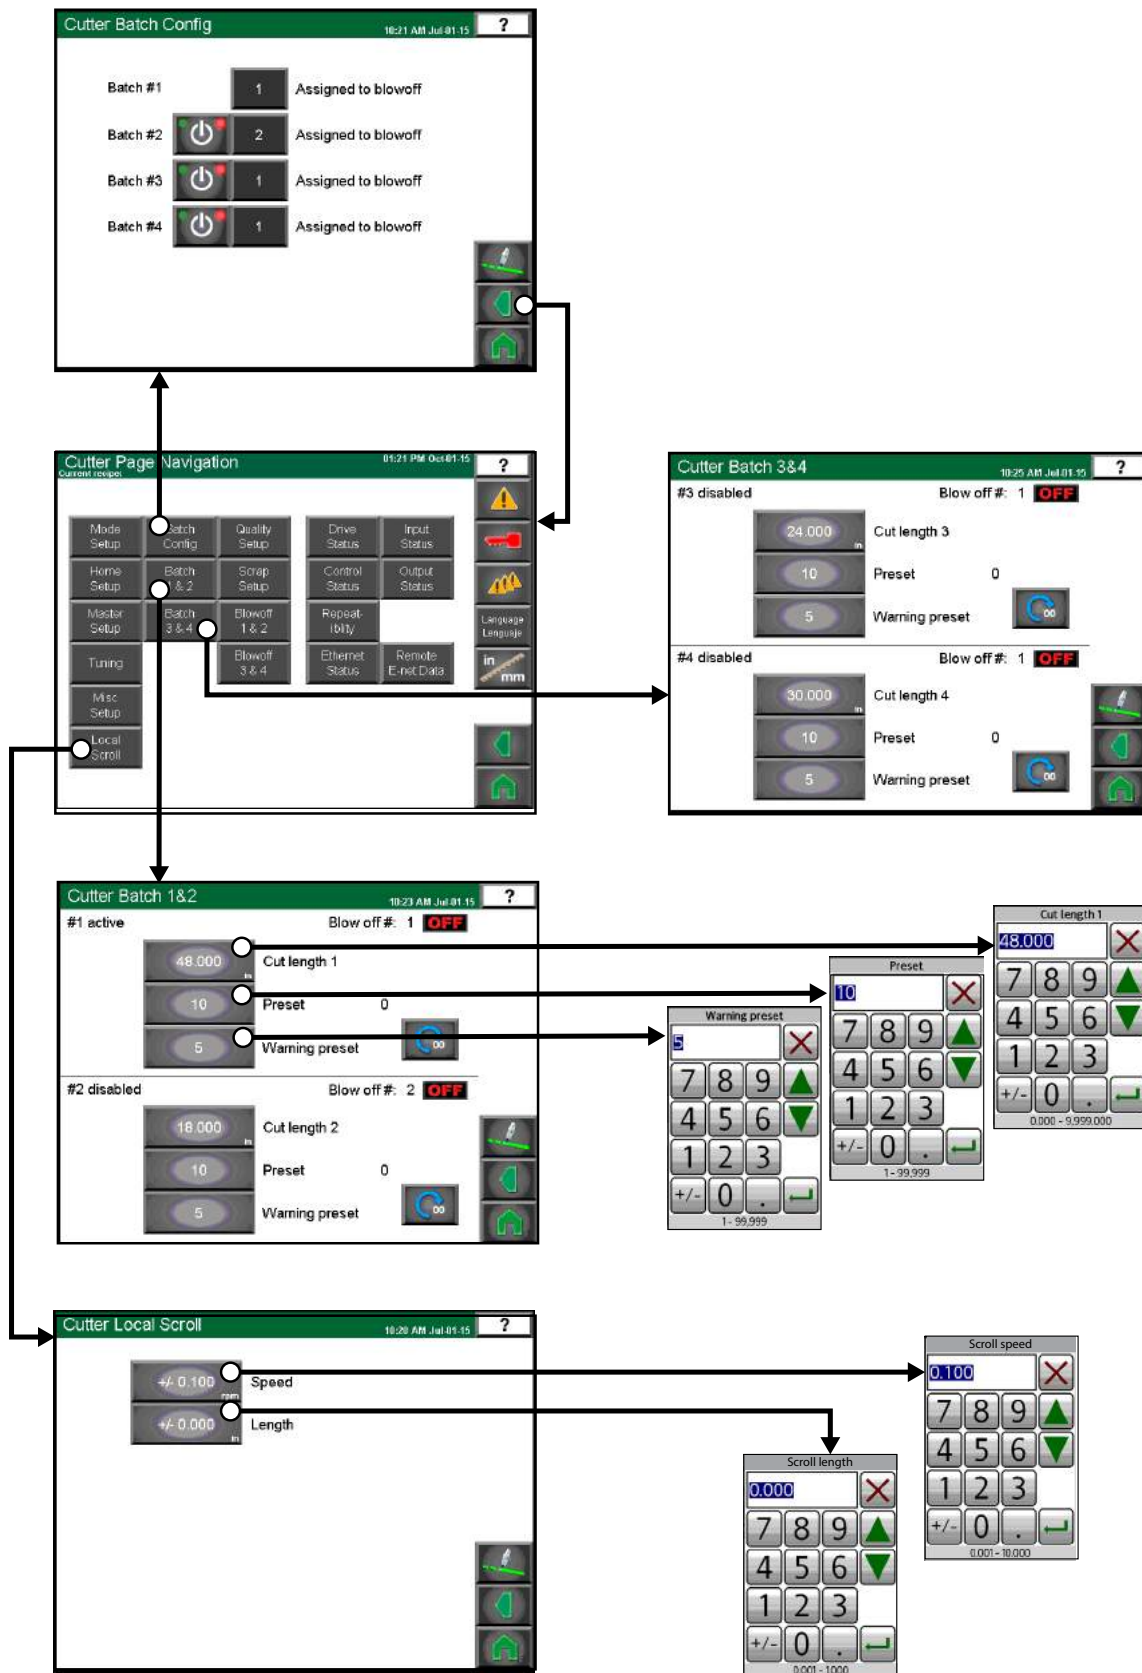 Cutter Batch Config
10:21 AM Jul-01-15
?
Batch #1
1
Assigned to blowoff
Batch #2
2
Assigned to blowoff
Batch #3
1
Assigned to blowoff
Batch #4
1
Assigned to blowoff
Cutter Page Navigation
01:21 PM Oct-01-15
?
Current recipe:
Mode
Setup
Batch
Config
Quality
Setup
Drive
Status
Input
Status
Home
Setup
Batch
1 & 2
Scrap
Setup
Control
Status
Output
Status
Master
Setup
Batch
3 & 4
Blowoff
1 & 2
Repeat-
iblity
Language
Lenguaje
Tuning
Blowoff
3 & 4
Ethernet
Status
Remote
E-net Data
in
mm
Misc
Setup
Local
Scroll
Cutter Batch 3&4
10:25 AM Jul-01-15
?
#3 disabled
Blow off #: 1 OFF
24.000
in
Cut length 3
10
Preset
0
5
Warning preset
∞
#4 disabled
Blow off #: 1 OFF
30.000
in
Cut length 4
10
Preset
0
5
Warning preset
∞
Cutter Batch 1&2
10:23 AM Jul-01-15
?
#1 active
Blow off #: 1 OFF
48.000
in
Cut length 1
10
Preset
0
5
Warning preset
∞
#2 disabled
Blow off #: 2 OFF
18.000
in
Cut length 2
10
Preset
0
5
Warning preset
∞
Warning preset
5
7 8 9
4 5 6
1 2 3
+/- 0 .
1 - 99,999
Preset
10
7 8 9
4 5 6
1 2 3
+/- 0 .
1 - 99,999
Cut length 1
48.000
7 8 9
4 5 6
1 2 3
+/- 0 .
0.000 - 9,999.000
Cutter Local Scroll
10:20 AM Jul-01-15
?
+/- 0.100
rpm
Speed
+/- 0.000
in
Length
Scroll length
0.000
7 8 9
4 5 6
1 2 3
+/- 0 .
0.001 - 1000
Scroll speed
0.100
7 8 9
4 5 6
1 2 3
+/- 0 .
0.001 - 10.000